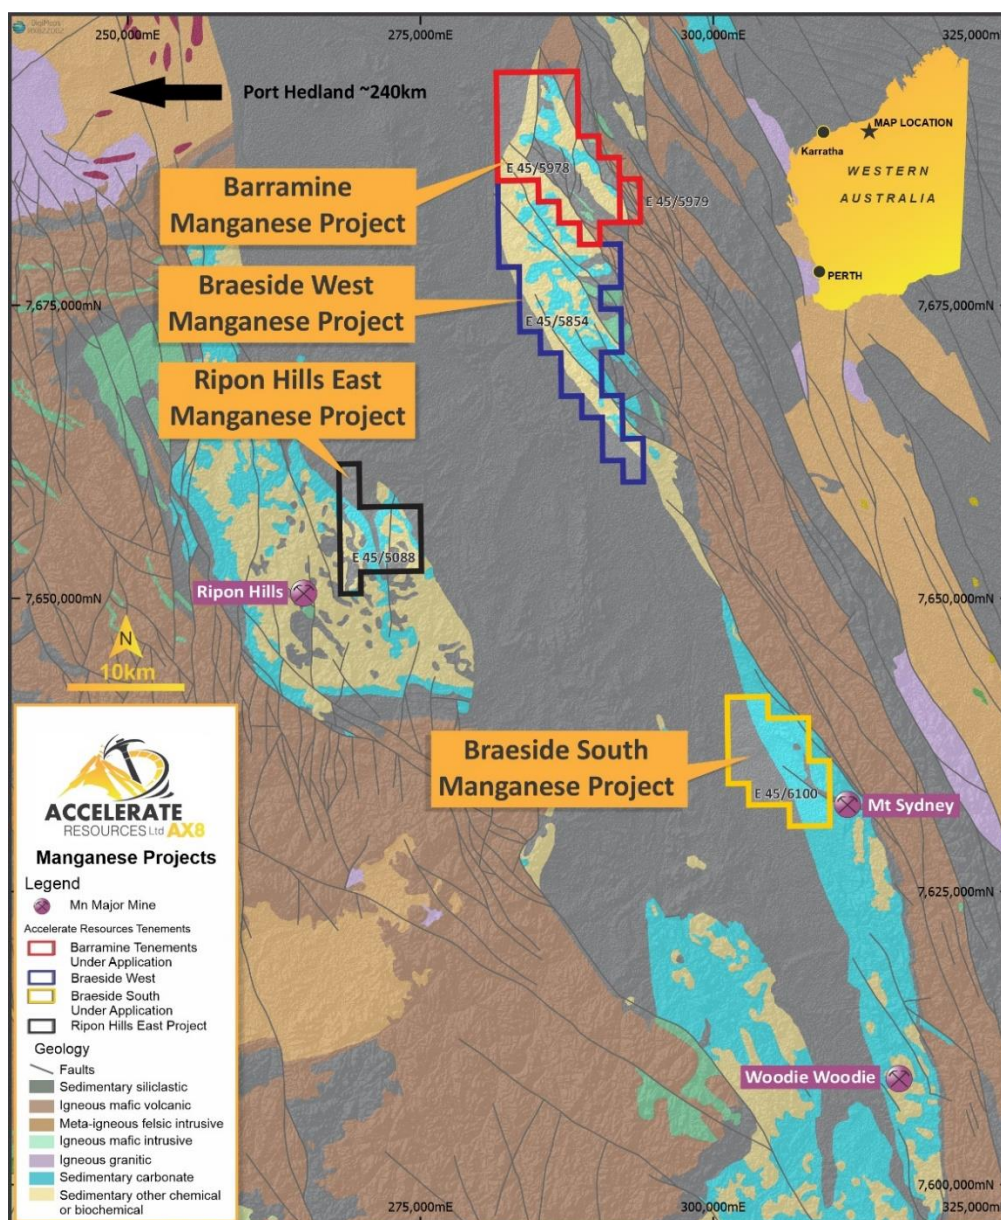 250,000mE
275,000mE
300,000mE
325,000mE
Port Hedland ~240km
MAP LOCATION
Karratha
WESTERN
AUSTRALIA
PERTH
E 45/5978
E 45/5979
Barramine
Manganese Project
Braeside West
Manganese Project
7,675,000mN
7,675,000mN
E 45/5854
Ripon Hills East
Manganese Project
E 45/5088
Ripon Hills
7,650,000mN
7,650,000mN
N
10km
Braeside South
Manganese Project
E 45/6100
Mt Sydney
ACCELERATE
RESOURCES Ltd AX8
Manganese Projects
Legend
Mn Major Mine
Accelerate Resources Tenements
Barramine Tenements
Under Application
Braeside West
Braeside South
Under Application
Ripon Hills East Project
Geology
Faults
Sedimentary siliclastic
Igneous mafic volcanic
Meta-igneous felsic intrusive
Igneous mafic intrusive
Igneous granitic
Sedimentary carbonate
Sedimentary other chemical
or biochemical
7,625,000mN
Woodie Woodie
7,600,000mN
275,000mE
300,000mE
325,000mE